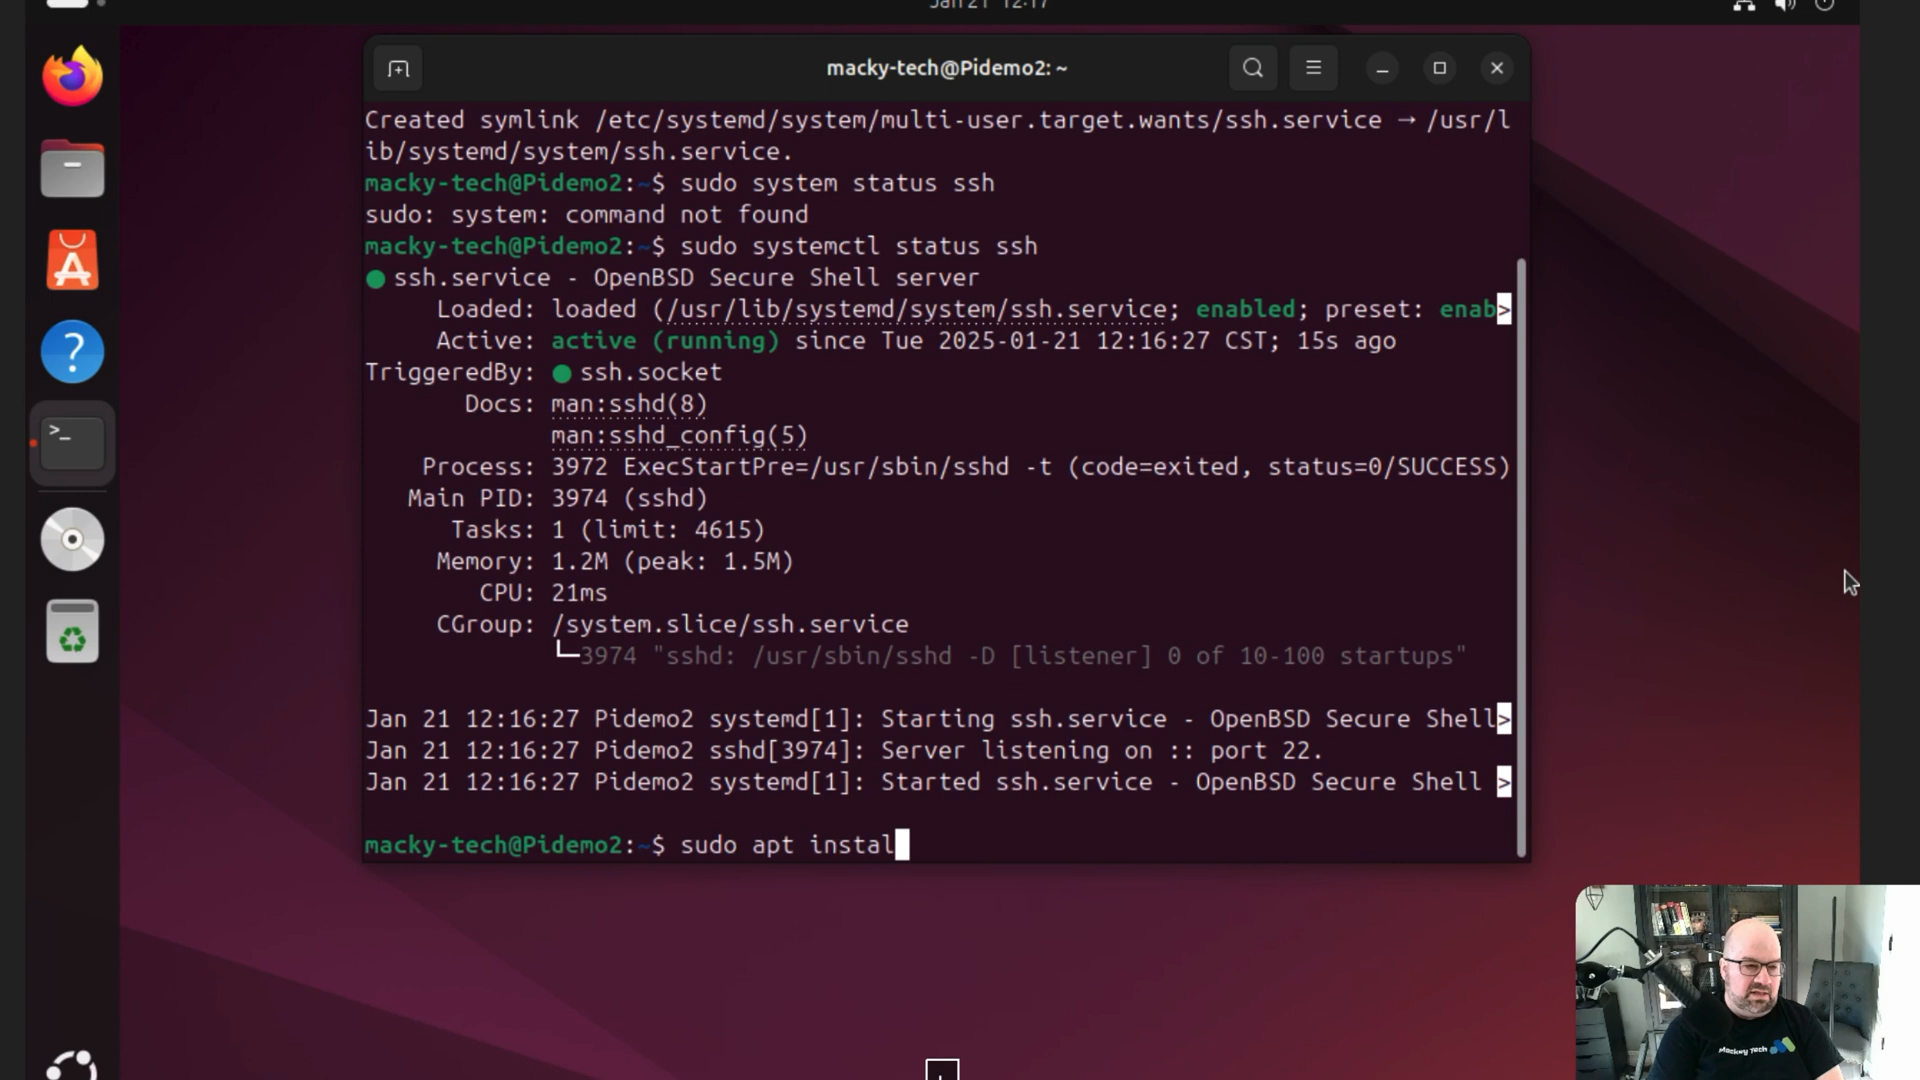 Jan 21 12:17
macky-tech@Pidemo2: ~
Created symlink /etc/systemd/system/multi-user.target.wants/ssh.service → /usr/l
ib/systemd/system/ssh.service.
macky-tech@Pidemo2:~$ sudo system status ssh
sudo: system: command not found
macky-tech@Pidemo2:~$ sudo systemctl status ssh
ssh.service - OpenBSD Secure Shell server
Loaded: loaded (/usr/lib/systemd/system/ssh.service; enabled; preset: enab>
Active: active (running) since Tue 2025-01-21 12:16:27 CST; 15s ago
TriggeredBy: ● ssh.socket
Docs: man:sshd(8)
man:sshd_config(5)
Process: 3972 ExecStartPre=/usr/sbin/sshd -t (code=exited, status=0/SUCCESS)
Main PID: 3974 (sshd)
Tasks: 1 (limit: 4615)
Memory: 1.2M (peak: 1.5M)
CPU: 21ms
CGroup: /system.slice/ssh.service
└─3974 "sshd: /usr/sbin/sshd -D [listener] 0 of 10-100 startups"
Jan 21 12:16:27 Pidemo2 systemd[1]: Starting ssh.service - OpenBSD Secure Shell>
Jan 21 12:16:27 Pidemo2 sshd[3974]: Server listening on :: port 22.
Jan 21 12:16:27 Pidemo2 systemd[1]: Started ssh.service - OpenBSD Secure Shell >
macky-tech@Pidemo2:~$ sudo apt instal
Mackey Tech